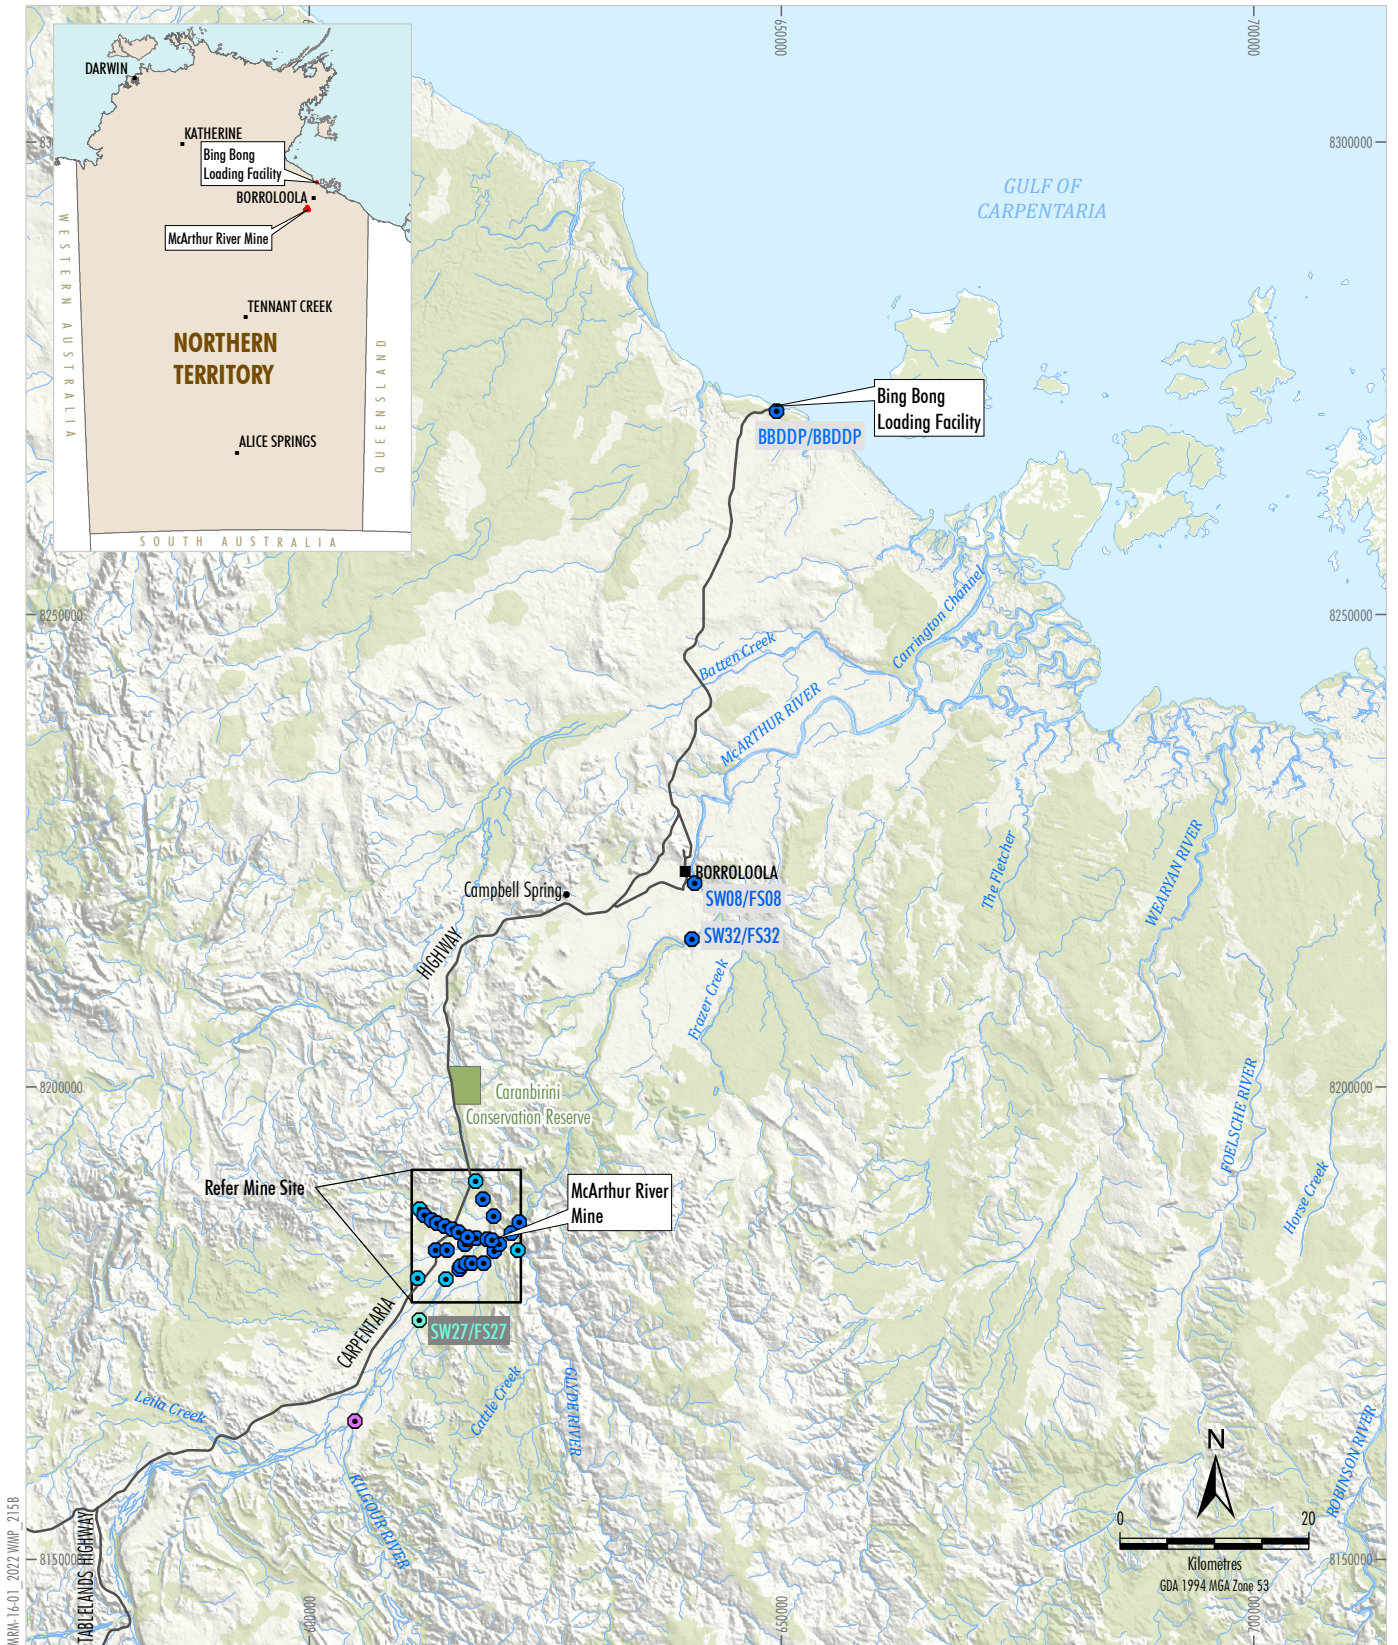 650000
700000
8300000
DARWIN
KATHERINE
Bing Bong
Loading Facility
BORROLOOLA
McArthur River Mine
TENNANT CREEK
NORTHERN
TERRITORY
ALICE SPRINGS
WESTERN AUSTRALIA
QUEENSLAND
SOUTH AUSTRALIA
GULF OF
CARPENTARIA
Bing Bong
Loading Facility
BBDDP/BBDDP
8250000
8250000
Carrington Channel
Batten Creek
McARTHUR RIVER
The Fletcher
WEARYAN RIVER
BORROLOOLA
Campbell Spring
SW08/FS08
SW32/FS32
HIGHWAY
Frazer Creek
8200000
8200000
Caranbirini
Conservation Reserve
FOELSCHE RIVER
Horse Creek
Refer Mine Site
McArthur River
Mine
CARPENTARIA
SW27/FS27
Leila Creek
Cattle Creek
GLYDE RIVER
KILGOUR RIVER
ROBINSON RIVER
N
0
20
Kilometres
GDA 1994 MGA Zone 53
8150000
8150000
TABLELANDS HIGHWAY
600000
650000
700000
MRM-16-01_2022 WMP_215B